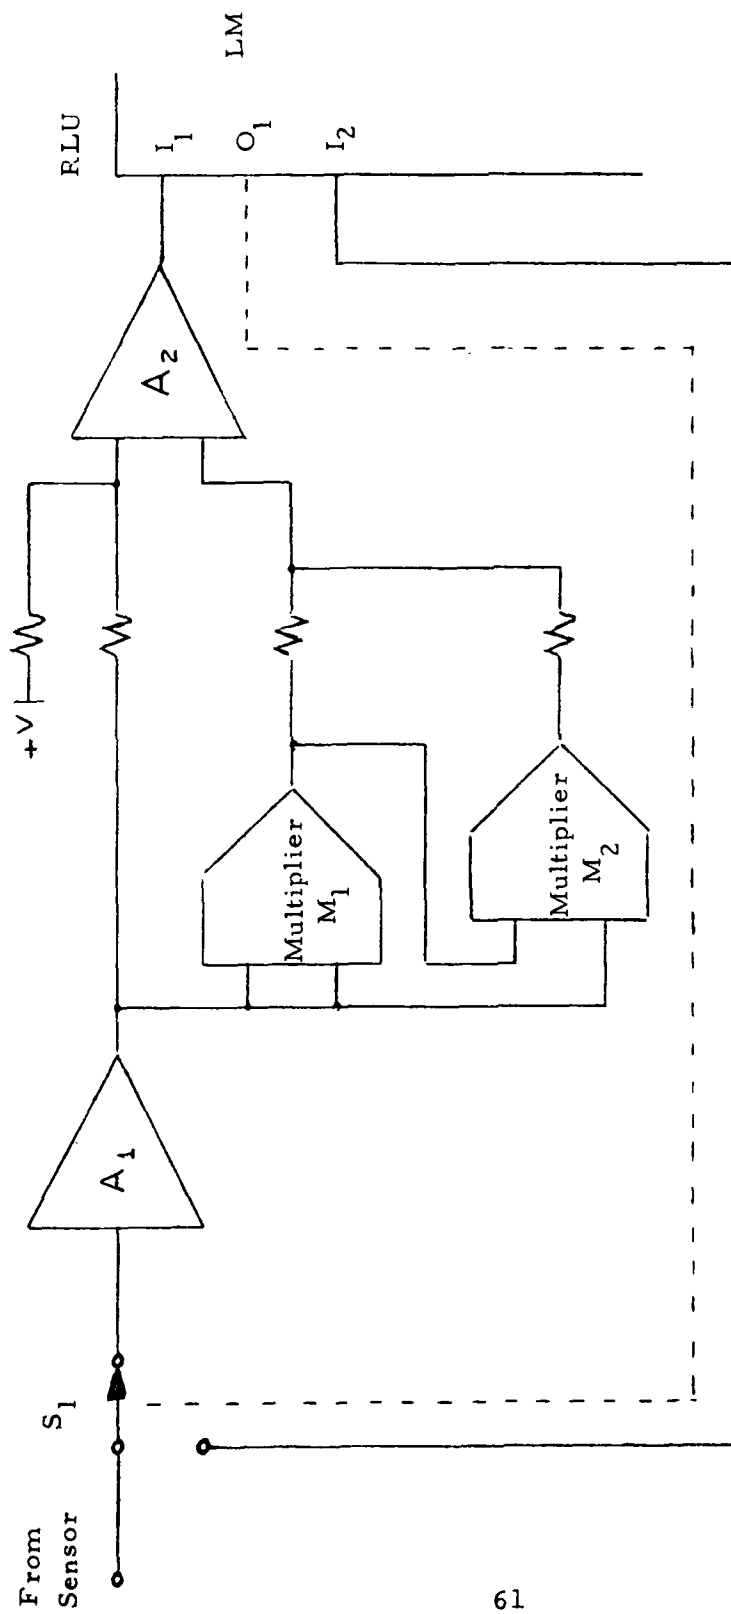 From
Sensor
S1
A1
+V
Multiplier
M1
Multiplier
M2
A2
RLU
I1
O1
I2
LM
61